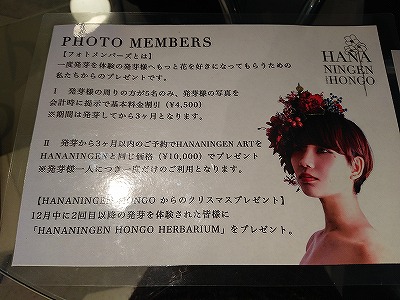 PHOTO MEMBERS
【フォトメンバーズとは】
一度発芽を体験の発芽様へもっと花を好きになってもらうための
私たちからのプレゼントです。
HANA
NINGEN
HONGO
Ⅰ 発芽様の周りの方が5名のみ、発芽様の写真を
会計時に提示で基本料金割引(¥4,500)
※期間は発芽してから3ヶ月となります。
Ⅱ 発芽から3ヶ月以内のご予約でHANANINGEN ARTを
HANANINGENと同じ価格(¥10,000)でプレゼント
※発芽様一人につき一度だけのご利用となります。
【HANANINGEN HONGO からのクリスマスプレゼント】
12月中に2回目以降の発芽を体験された皆様に
「HANANINGEN HONGO HERBARIUM」をプレゼント。